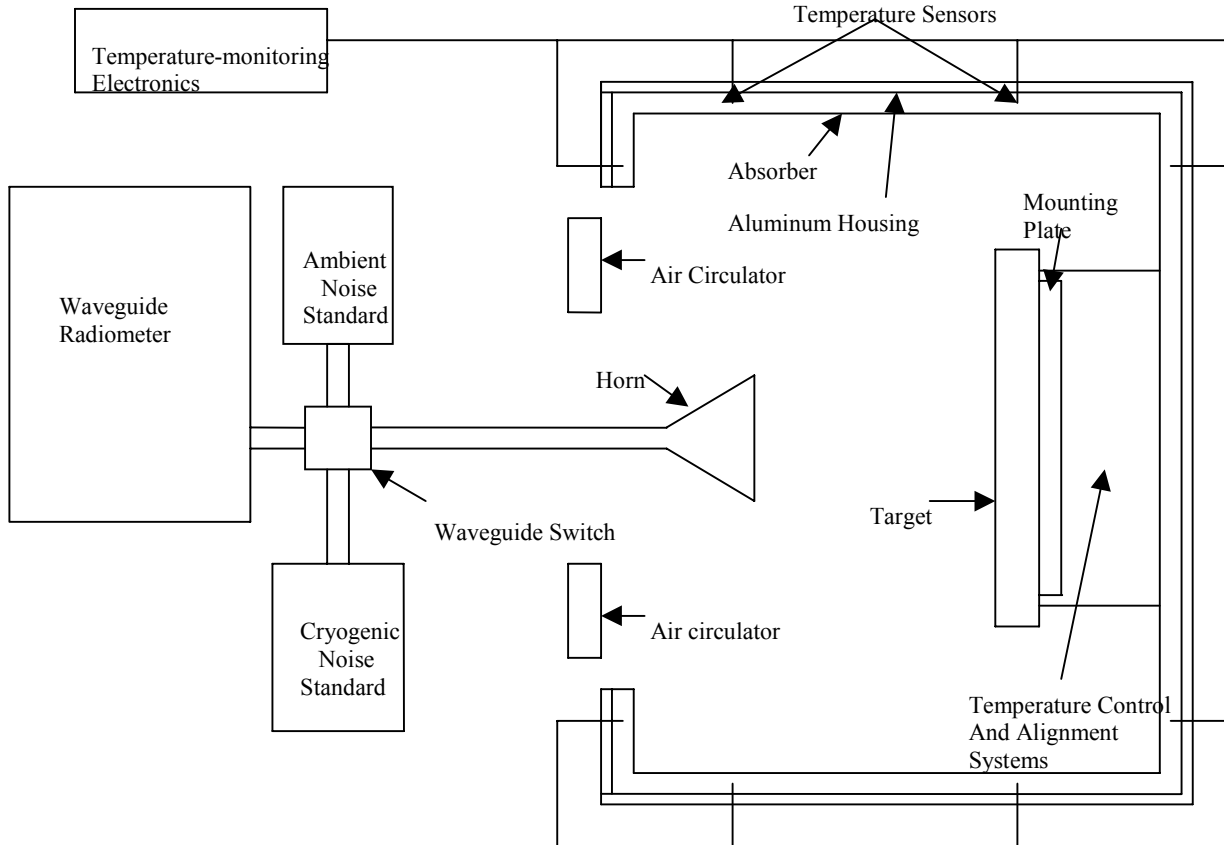 Temperature Sensors
Temperature-monitoring
Electronics
Absorber
Aluminum Housing
Mounting
Plate
Ambient
Noise
Standard
Air Circulator
Waveguide
Radiometer
Horn
Target
Waveguide Switch
Cryogenic
Noise
Standard
Air circulator
Temperature Control
And Alignment
Systems